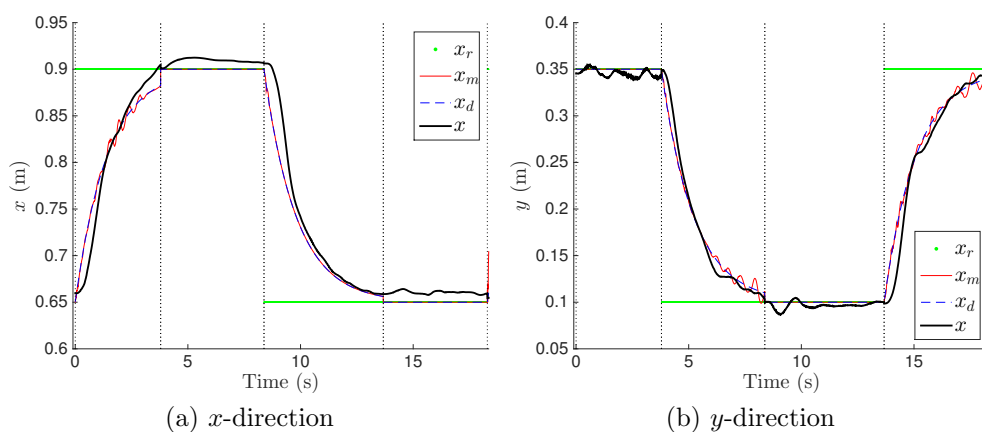 0.95
0.9
0.85
0.8
0.75
0.7
0.65
0.6
x (m)
0 5 10 15
Time (s)
x_r
x_m
x_d
x
(a) x-direction
0.4
0.35
0.3
0.25
0.2
0.15
0.1
0.05
y (m)
0 5 10 15
Time (s)
x_r
x_m
x_d
x
(b) y-direction